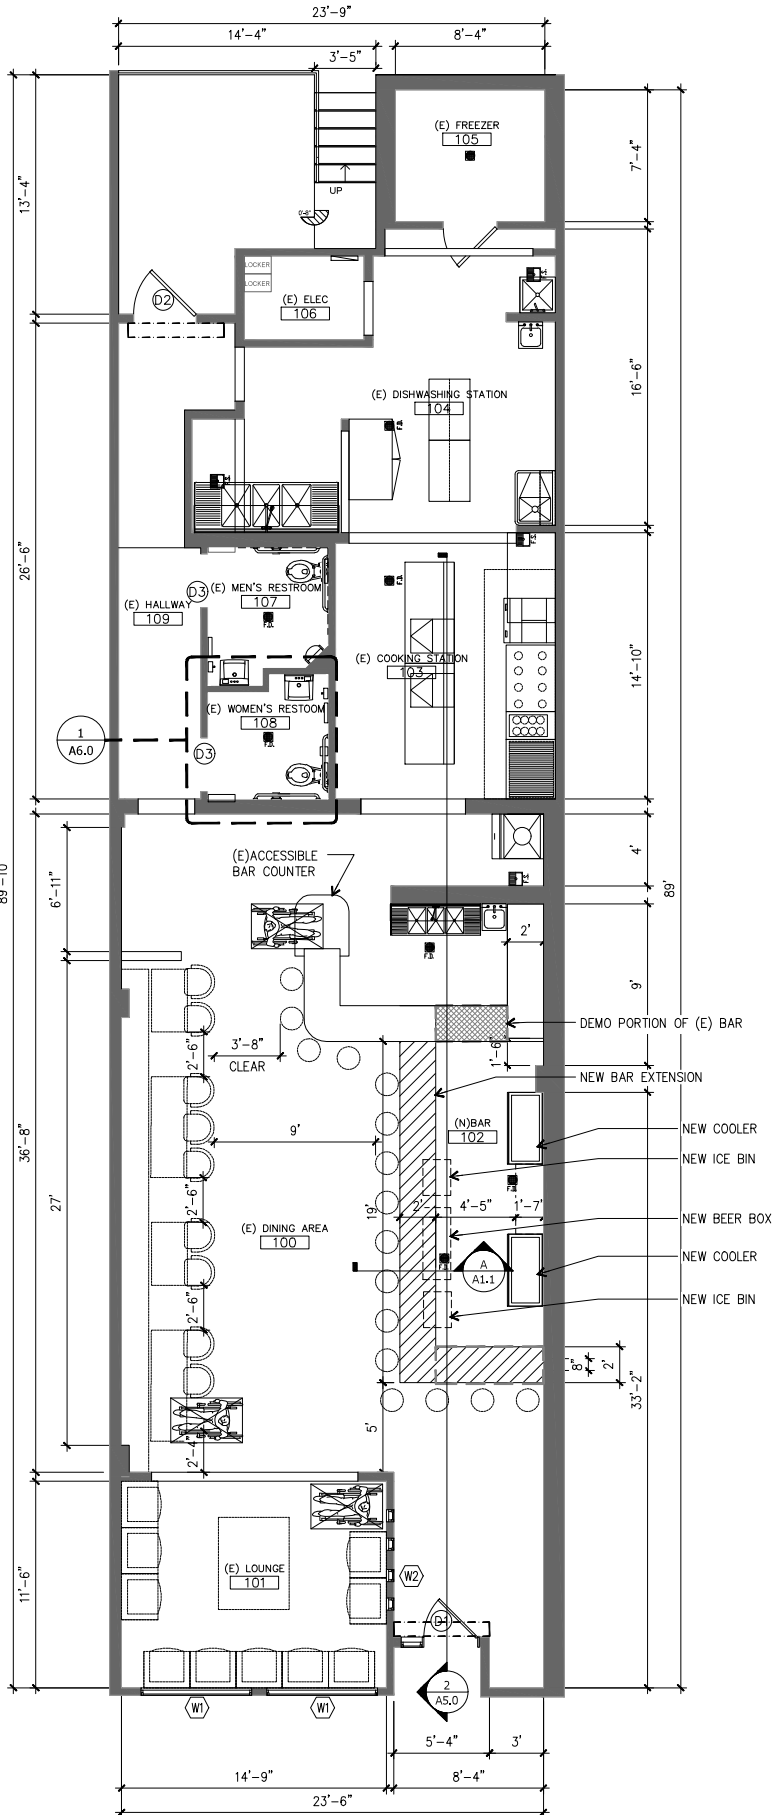 23'-9"
14'-4"
8'-4"
3'-5"
(E) FREEZER
105
7'-4"
13'-4"
UP
0'-8"
LOCKER
LOCKER
F.S.
D2
(E) ELEC
106
16'-6"
(E) DISHWASHING STATION
104
F.D.
F.S.
F.S.
26'-6"
D3
(E) MEN'S RESTROOM
107
F.D.
(E) HALLWAY
109
(E) COOKING STATION
103
14'-10"
(E) WOMEN'S RESTOOM
108
F.D.
1
A6.0
D3
(E)ACCESSIBLE
BAR COUNTER
4'
F.S.
89'-10
89'
6'-11"
2'
F.D.
9'
DEMO PORTION OF (E) BAR
3'-8"
CLEAR
2'-6"
1'-6"
NEW BAR EXTENSION
(N)BAR
102
NEW COOLER
9'
NEW ICE BIN
36'-8"
27'
2'-6"
F.D.
19'
2'
4'-5"
1'-7"
NEW BEER BOX
(E) DINING AREA
100
NEW COOLER
F.D.
A
A1.1
2'-6"
NEW ICE BIN
8"
2'
33'-2"
5'
2'-4"
11'-6"
(E) LOUNGE
101
W2
D1
2
A5.0
W1
W1
5'-4"
3'
14'-9"
8'-4"
23'-6"